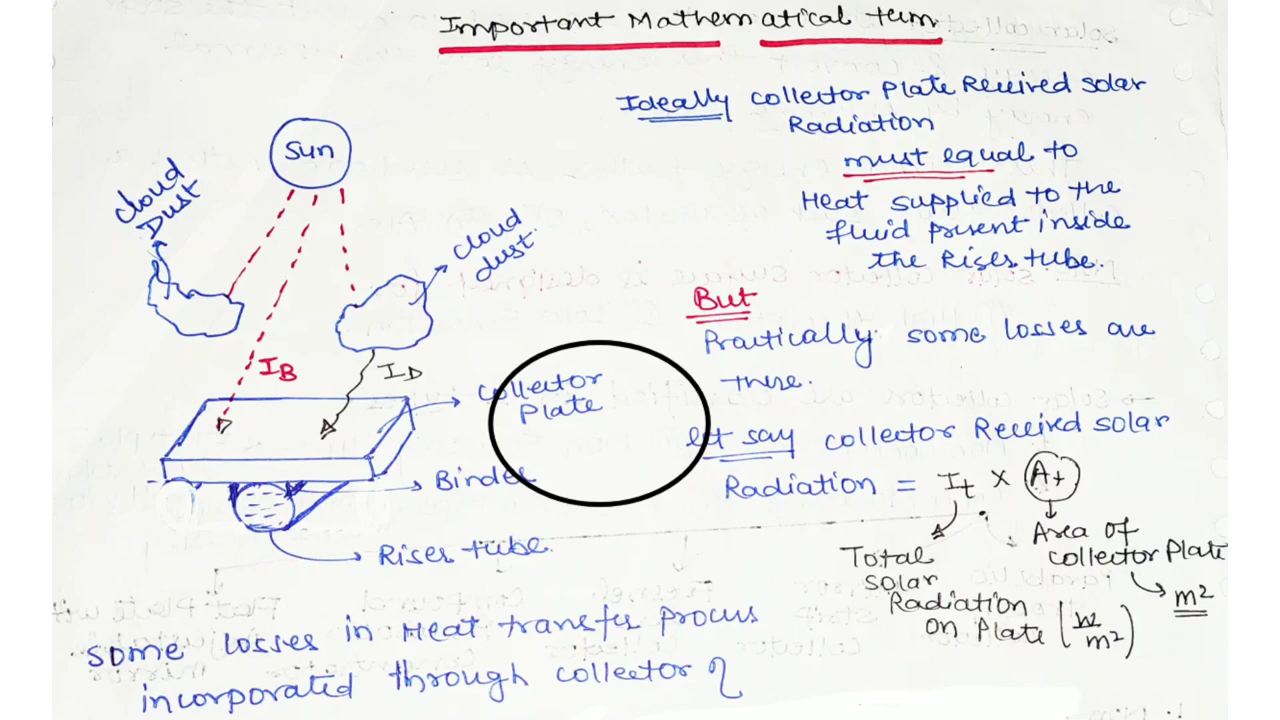 Important Mathematical term
Ideally collector Plate Received solar
Radiation
must equal to
Heat supplied to the
fluid present inside
the Riser tube.
But
Practically some losses are
there.
let say collector Received solar
Radiation = It × At
Total
solar
Radiation
on Plate (w/m²)
Area of
collector Plate
m²
Sun
cloud
Dust
cloud
dust
IB
ID
Collector
Plate
Binder
Riser tube
some losses in Heat transfer process
incorporated through collector η